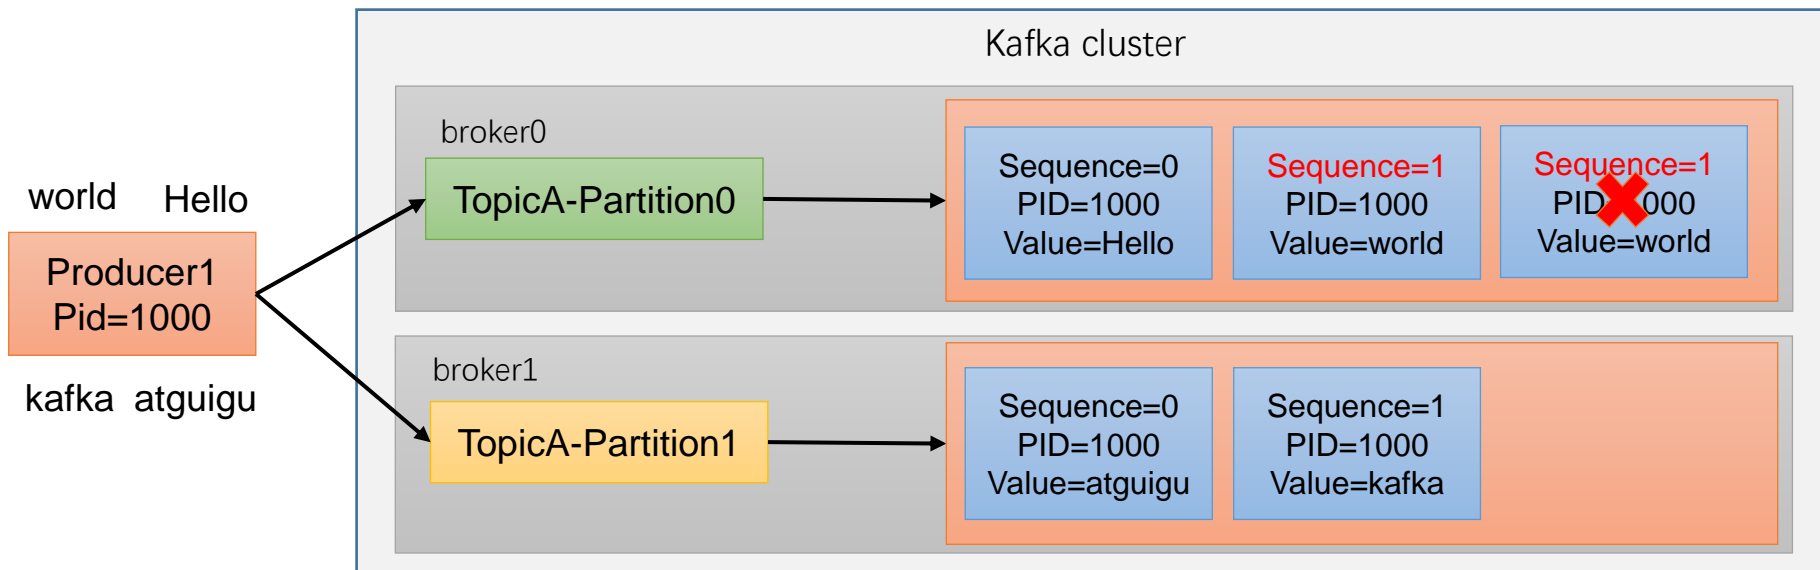 Kafka cluster
world Hello
Producer1
Pid=1000
kafka atguigu
broker0
TopicA-Partition0
Sequence=0
PID=1000
Value=Hello
Sequence=1
PID=1000
Value=world
Sequence=1
PID=1000
Value=world
broker1
TopicA-Partition1
Sequence=0
PID=1000
Value=atguigu
Sequence=1
PID=1000
Value=kafka